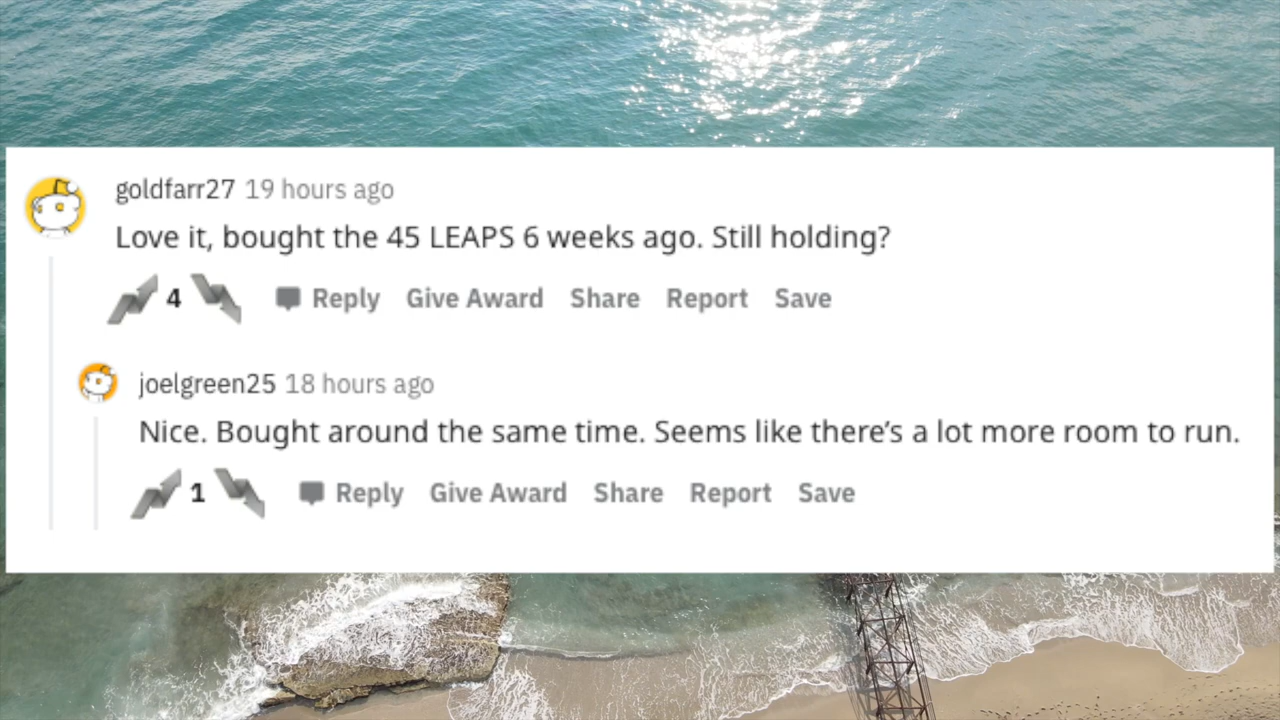 goldfarr27 19 hours ago
Love it, bought the 45 LEAPS 6 weeks ago. Still holding?
4 Reply Give Award Share Report Save
joelgreen25 18 hours ago
Nice. Bought around the same time. Seems like there’s a lot more room to run.
1 Reply Give Award Share Report Save